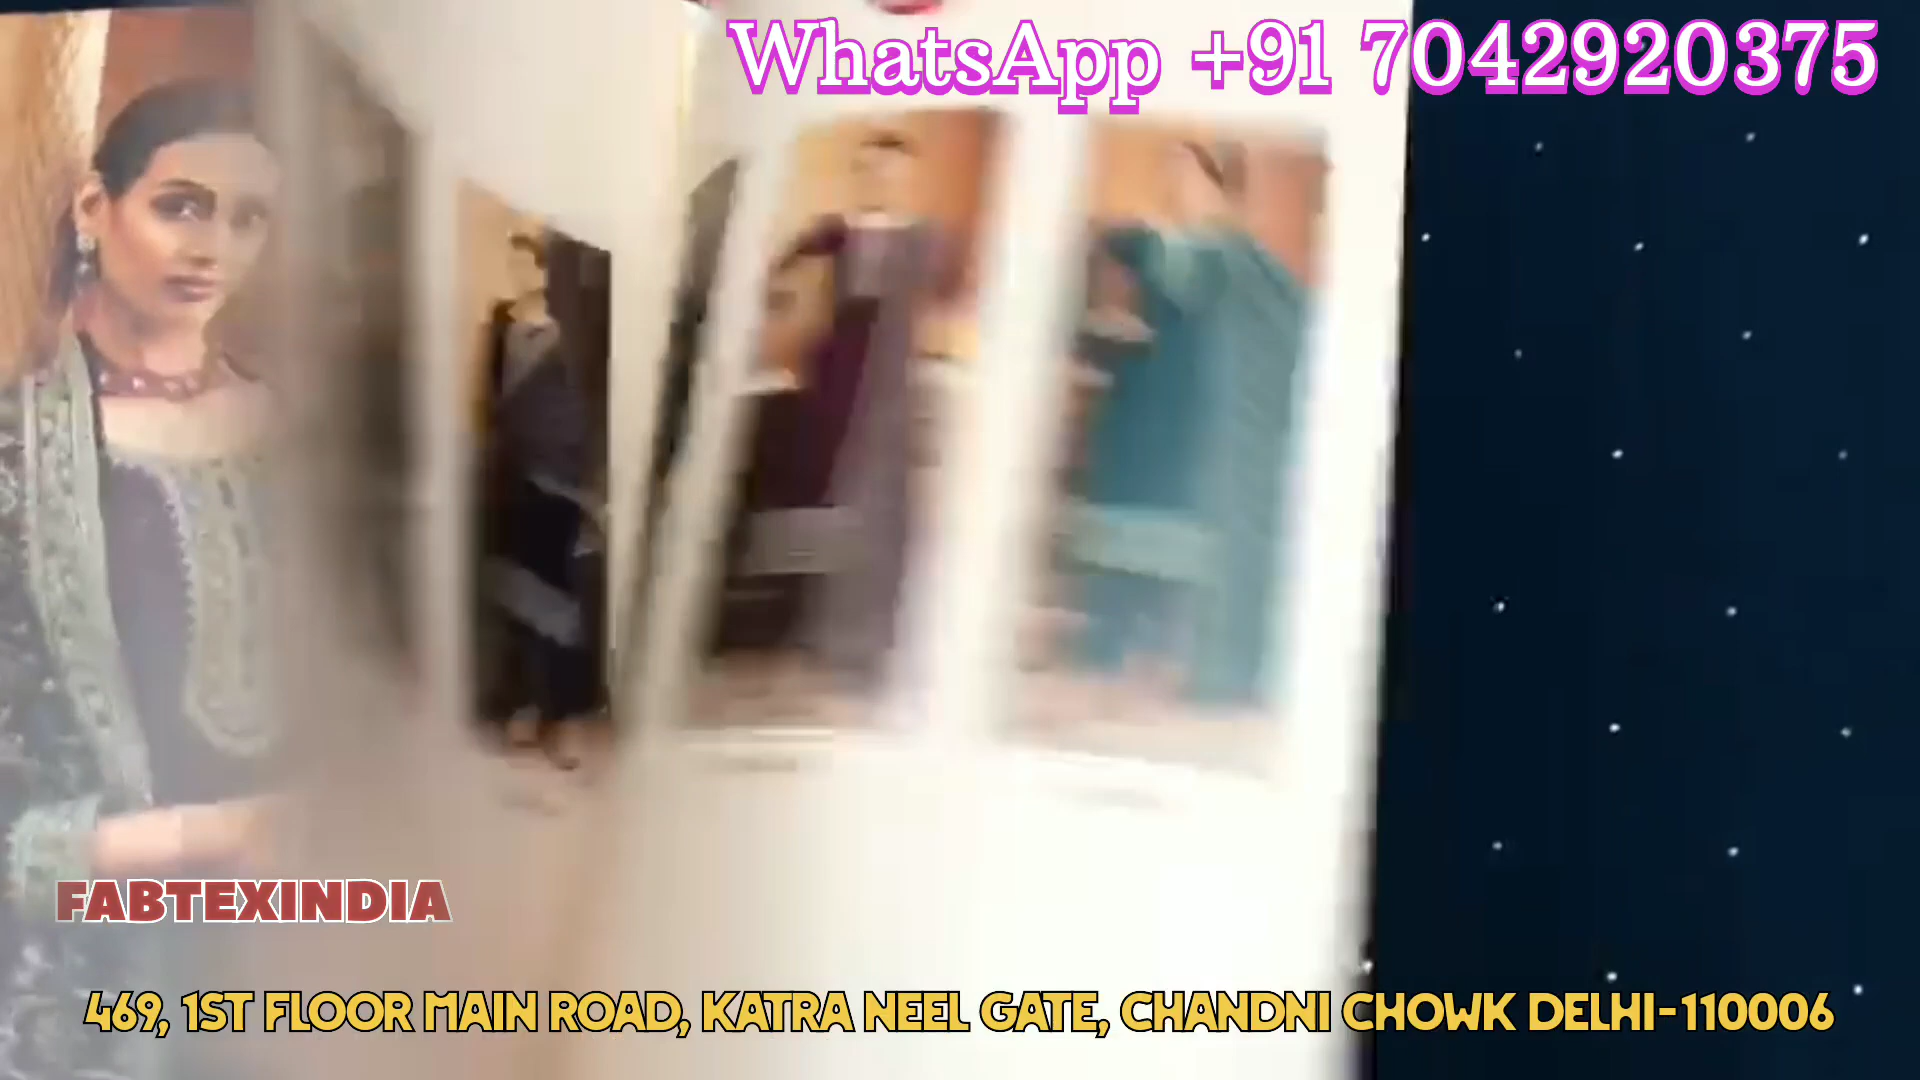 WhatsApp +91 7042920375
FABTEXINDIA
469, 1ST FLOOR MAIN ROAD, KATRA NEEL GATE, CHANDNI CHOWK DELHI-110006